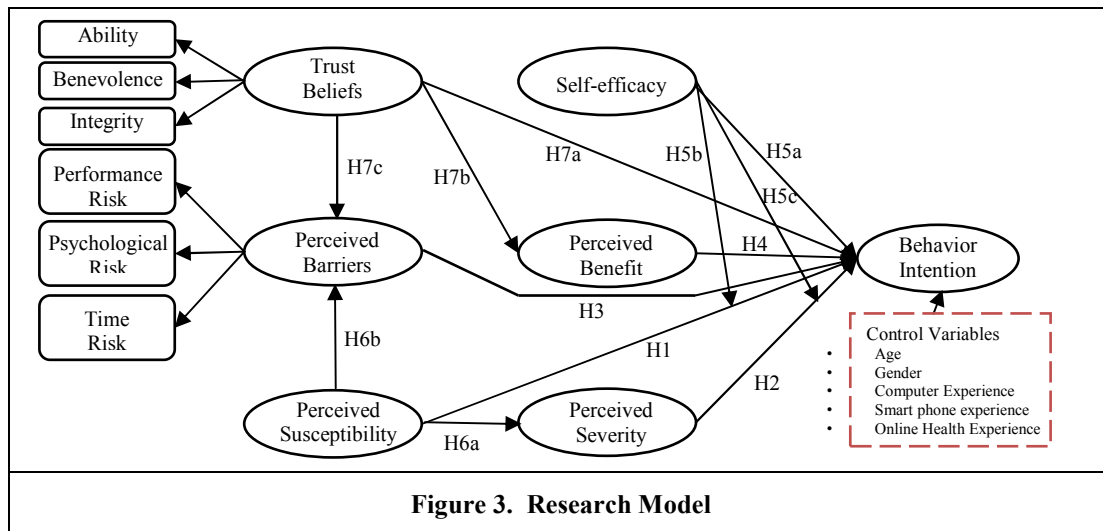 Ability
Benevolence
Integrity
Performance
Risk
Psychological
Risk
Time
Risk
Trust
Beliefs
Self-efficacy
H7c
H7b
H7a
H5b
H5a
H5c
Perceived
Barriers
Perceived
Benefit
H4
Behavior
Intention
H3
H6b
H1
H2
Perceived
Susceptibility
H6a
Perceived
Severity
Control Variables
• Age
• Gender
• Computer Experience
• Smart phone experience
• Online Health Experience
Figure 3. Research Model